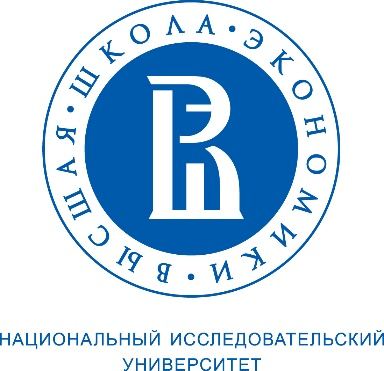 ВЫСШАЯ · ШКОЛА · ЭКОНОМИКИ ·
НАЦИОНАЛЬНЫЙ ИССЛЕДОВАТЕЛЬСКИЙ
УНИВЕРСИТЕТ